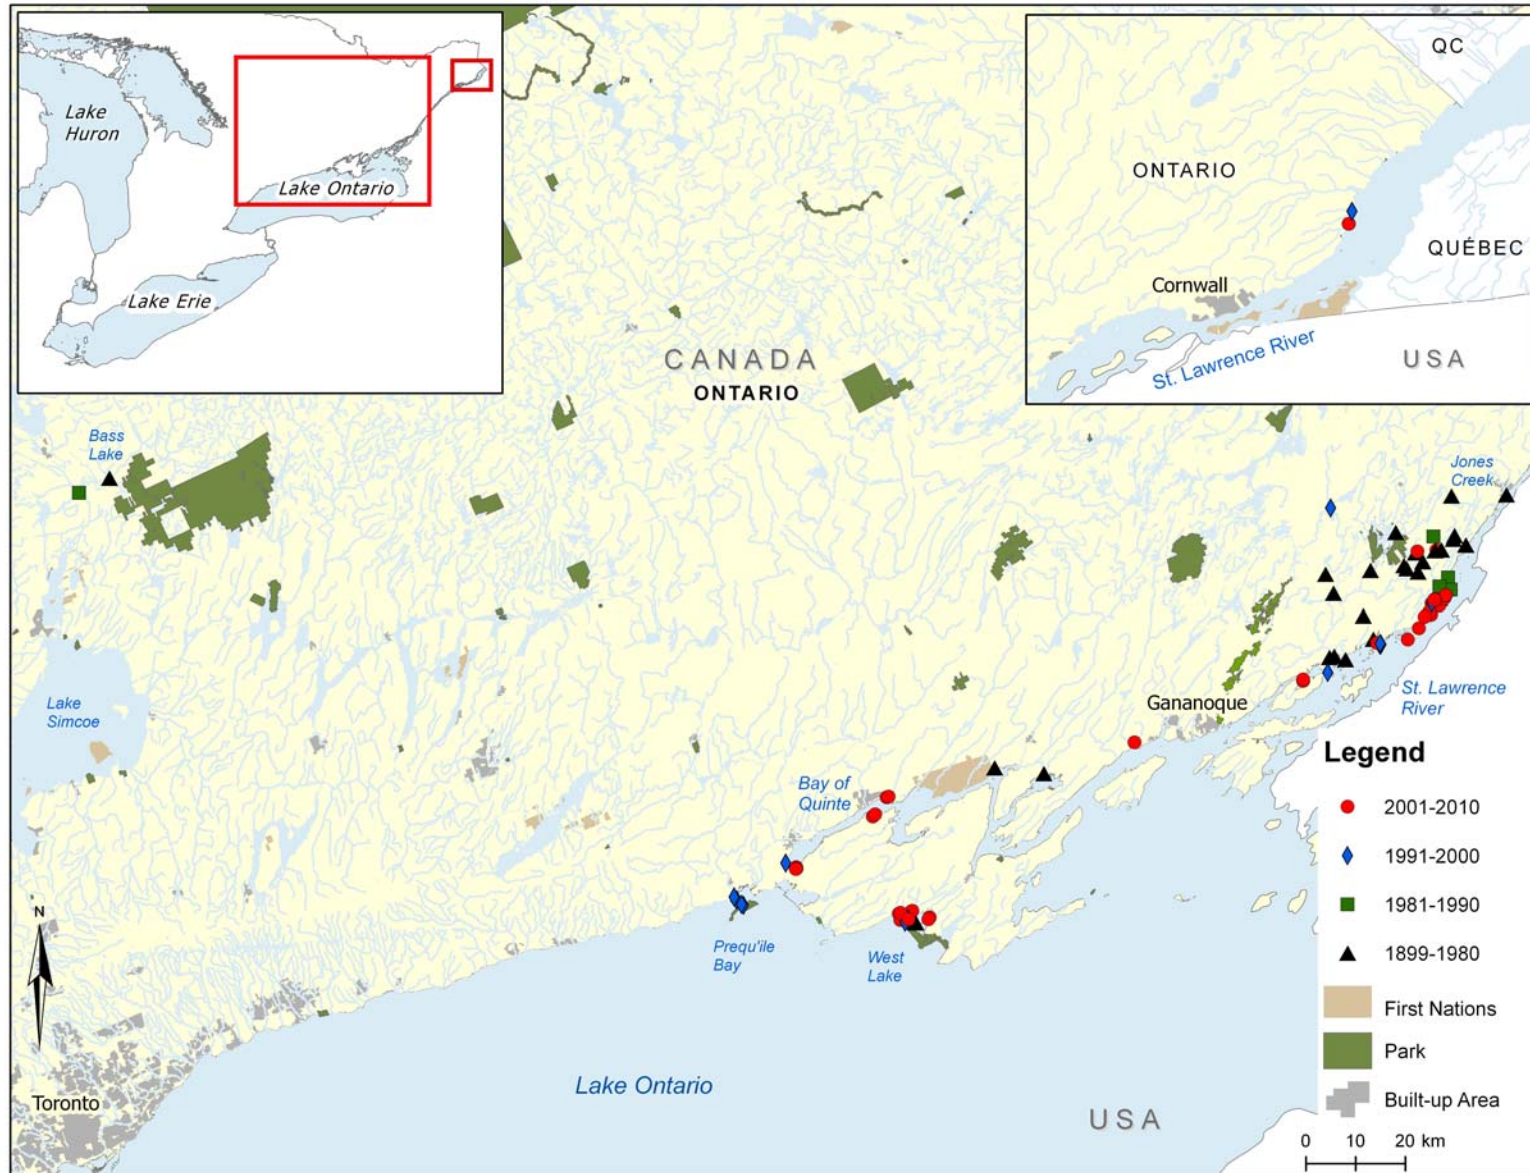 Lake
Huron
Lake Ontario
Lake Erie
QC
ONTARIO
QUÉBEC
Cornwall
St. Lawrence River
USA
CANADA
ONTARIO
Bass
Lake
Jones
Creek
Lake
Simcoe
Gananoque
St. Lawrence
River
Bay of
Quinte
Prequ'ile
Bay
West
Lake
N
Toronto
Lake Ontario
USA
Legend
2001-2010
1991-2000
1981-1990
1899-1980
First Nations
Park
Built-up Area
0 10 20 km